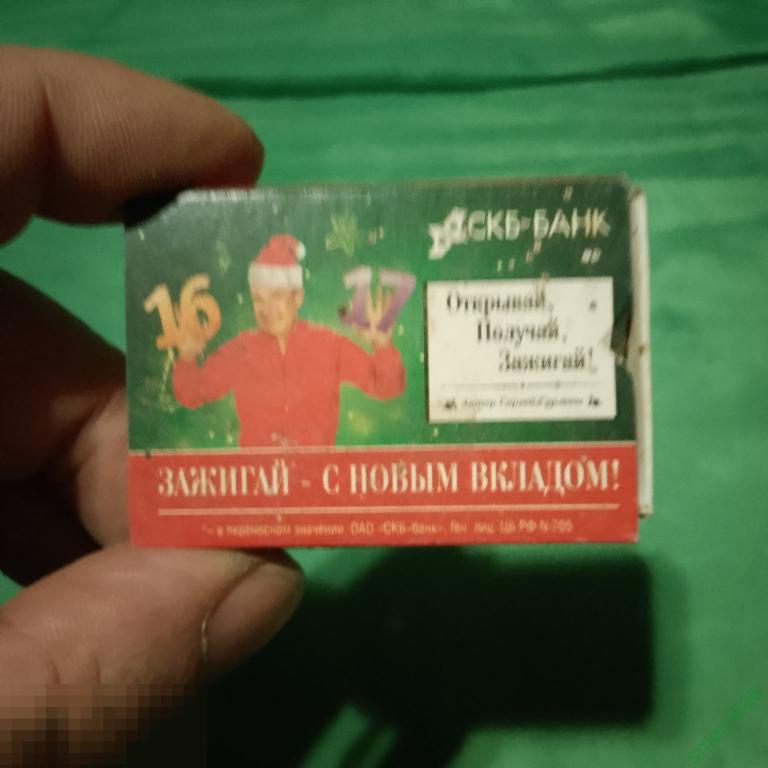 СКБ-БАНК
16
17
Открывай,
Получай,
Зажигай!
ЗАЖИГАЙ* - С НОВЫМ ВКЛАДОМ!
*- в переносном значении. ОАО «СКБ-банк». Ген. лиц. ЦБ РФ №705